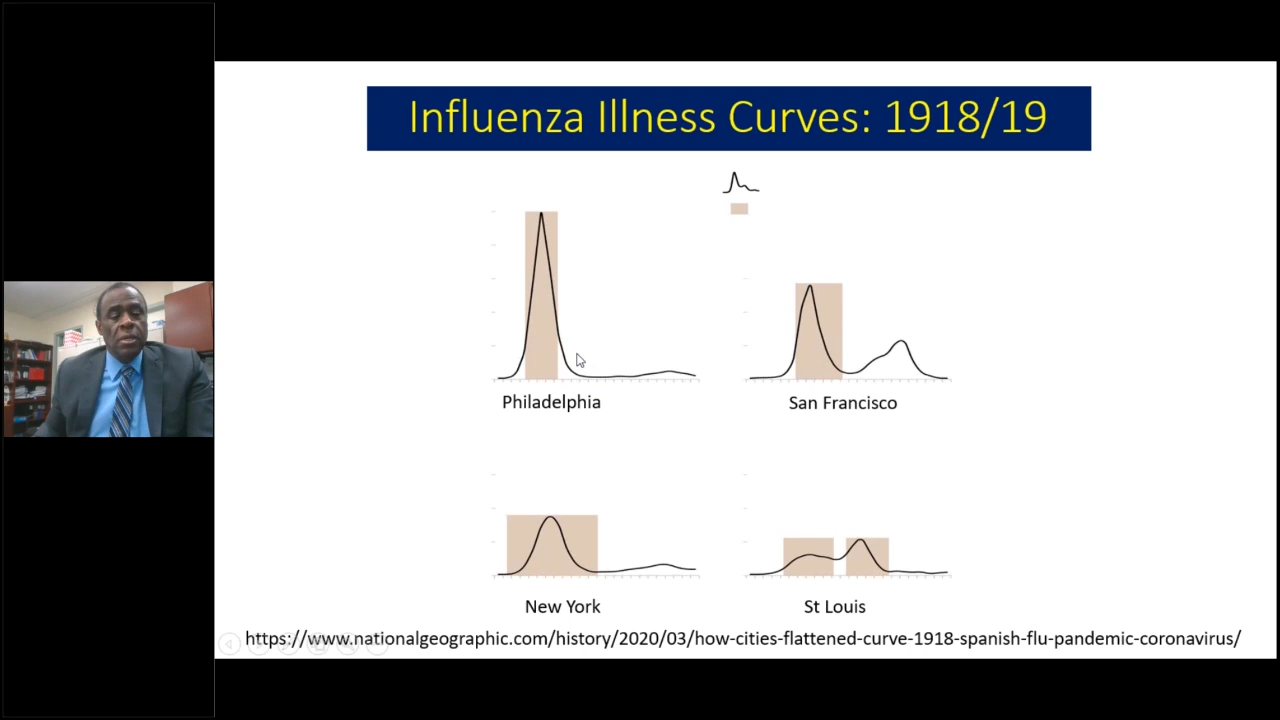 Influenza Illness Curves: 1918/19
Philadelphia
San Francisco
New York
St Louis
https://www.nationalgeographic.com/history/2020/03/how-cities-flattened-curve-1918-spanish-flu-pandemic-coronavirus/